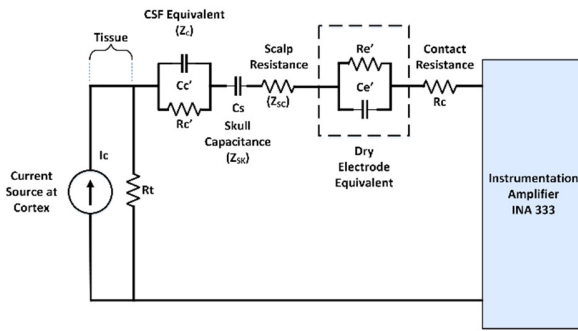 CSF Equivalent
(Zc)
Tissue
Cc'
Rc'
Cs
Skull
Capacitance
(ZSK)
Scalp
Resistance
(ZSC)
Re'
Ce'
Dry
Electrode
Equivalent
Contact
Resistance
Rc
Ic
Current
Source at
Cortex
Rt
Instrumentation
Amplifier
INA 333